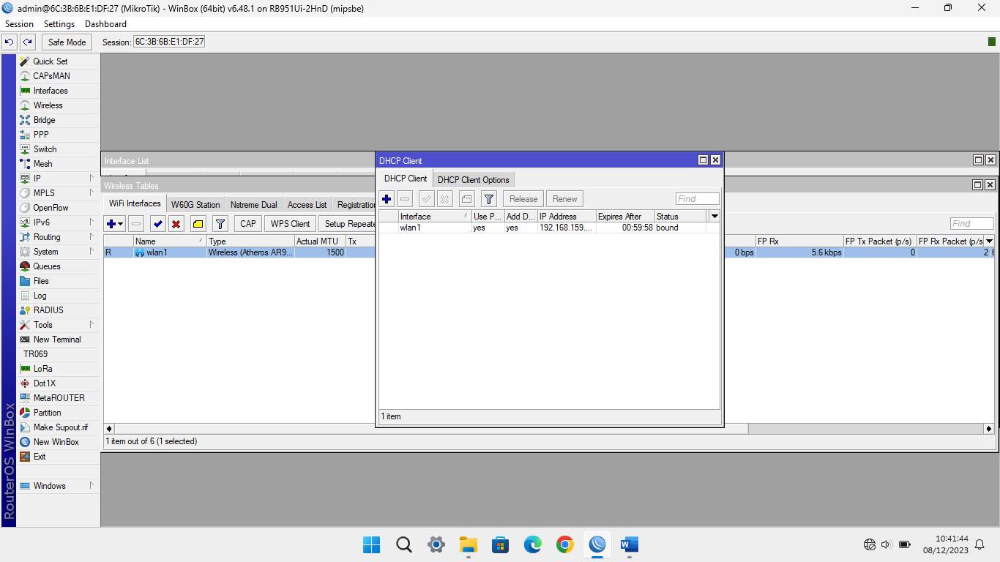 admin@6C:3B:6B:E1:DF:27 (MikroTik) - WinBox (64bit) v6.48.1 on RB951Ui-2HnD (mipsbe)
Session Settings Dashboard
Safe Mode Session: 6C:3B:6B:E1:DF:27
Quick Set
CAPsMAN
Interfaces
Wireless
Bridge
PPP
Switch
Mesh
IP
MPLS
OpenFlow
IPv6
Routing
System
Queues
Files
Log
RADIUS
Tools
New Terminal
TR069
LoRa
Dot1X
MetaROUTER
Partition
Make Supout.rif
New WinBox
Exit
Windows
RouterOS WinBox
Interface List
Wireless Tables
WiFi Interfaces W60G Station Nstreme Dual Access List Registration
CAP WPS Client Setup Repeate Find
Name Type Actual MTU Tx FP Rx FP Tx Packet (p/s) FP Rx Packet (p/s
R wlan1 Wireless (Atheros AR9... 1500 0 bps 5.6 kbps 0 2
1 item out of 6 (1 selected)
DHCP Client
DHCP Client DHCP Client Options
Release Renew Find
Interface Use P... Add D... IP Address Expires After Status
wlan1 yes yes 192.168.159.... 00:59:58 bound
1 item
10:41:44
08/12/2023